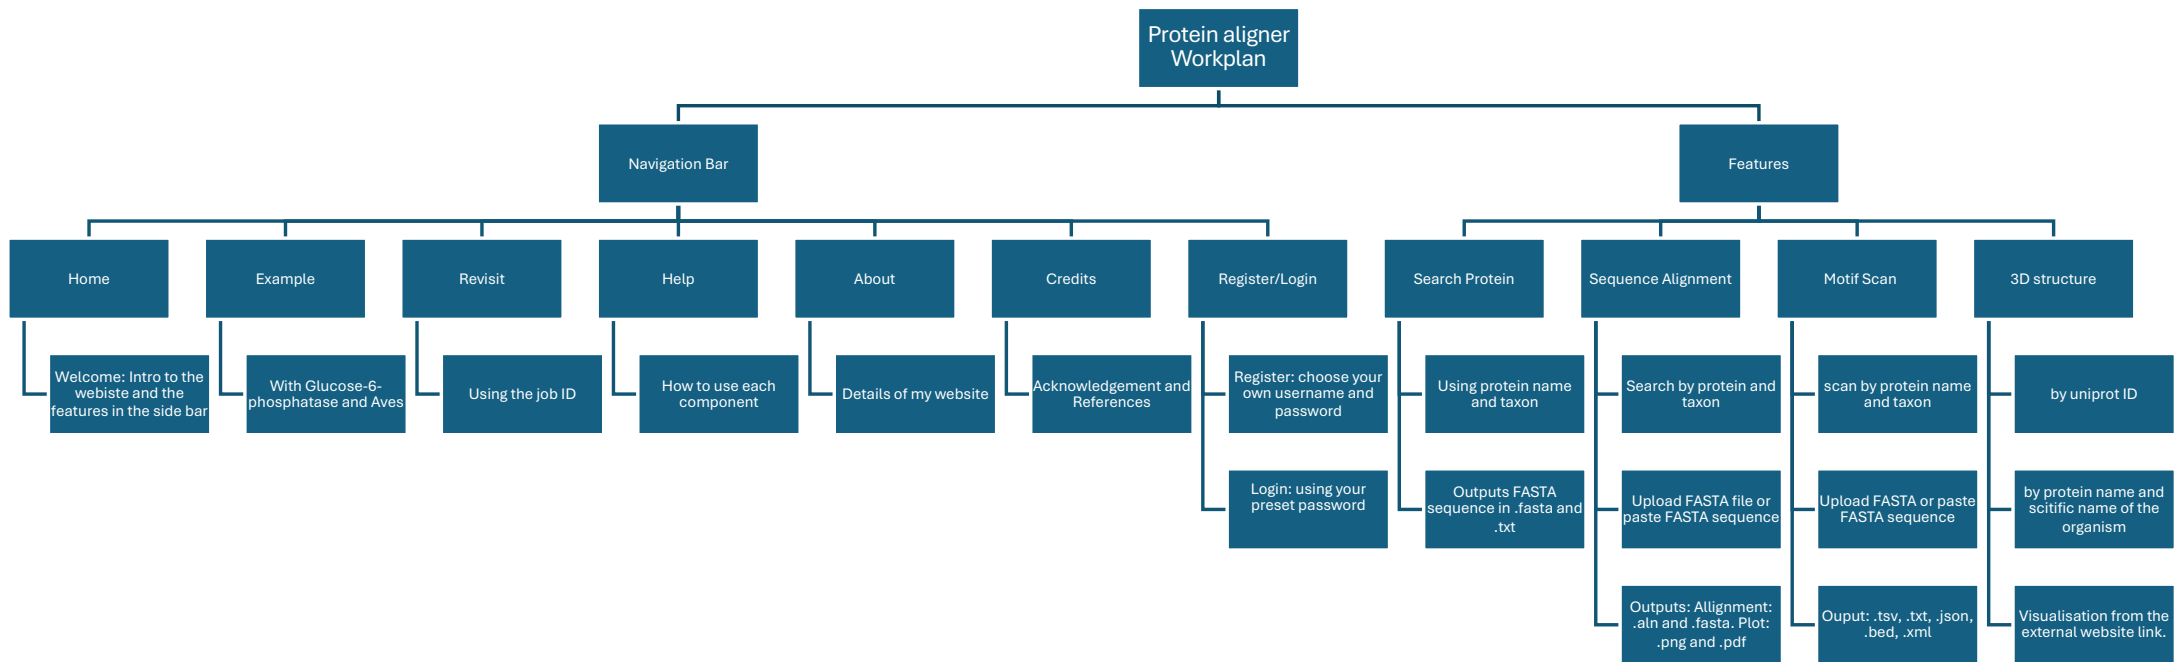 Protein aligner
Workplan
Navigation Bar
Features
Home
Example
Revisit
Help
About
Credits
Register/Login
Search Protein
Sequence Alignment
Motif Scan
3D structure
Welcome: Intro to the
webiste and the
features in the side bar
With Glucose-6-
phosphatase and Aves
Using the job ID
How to use each
component
Details of my website
Acknowledgement and
References
Register: choose your
own username and
password
Using protein name
and taxon
Search by protein and
taxon
scan by protein name
and taxon
by uniprot ID
Login: using your
preset password
Outputs FASTA
sequence in .fasta and
.txt
Upload FASTA file or
paste FASTA sequence
Upload FASTA or paste
FASTA sequence
by protein name and
scitific name of the
organism
Outputs: Allignment:
.aln and .fasta. Plot:
.png and .pdf
Ouput: .tsv, .txt, .json,
.bed, .xml
Visualisation from the
external website link.